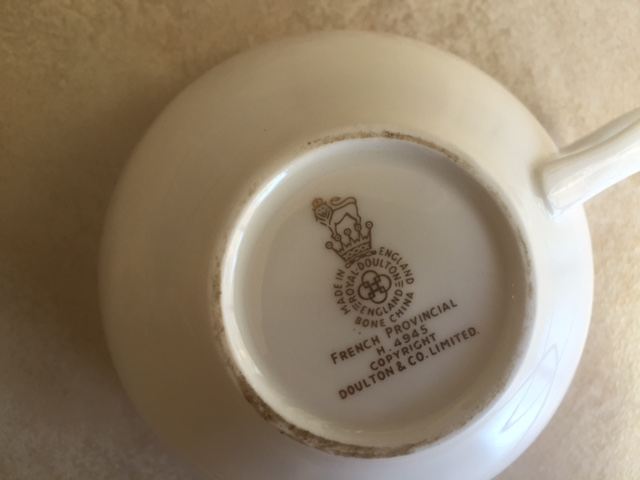 MADE IN ENGLAND
ROYAL·DOULTON
ENGLAND
BONE CHINA
FRENCH PROVINCIAL
H. 4945
COPYRIGHT
DOULTON & CO. LIMITED.